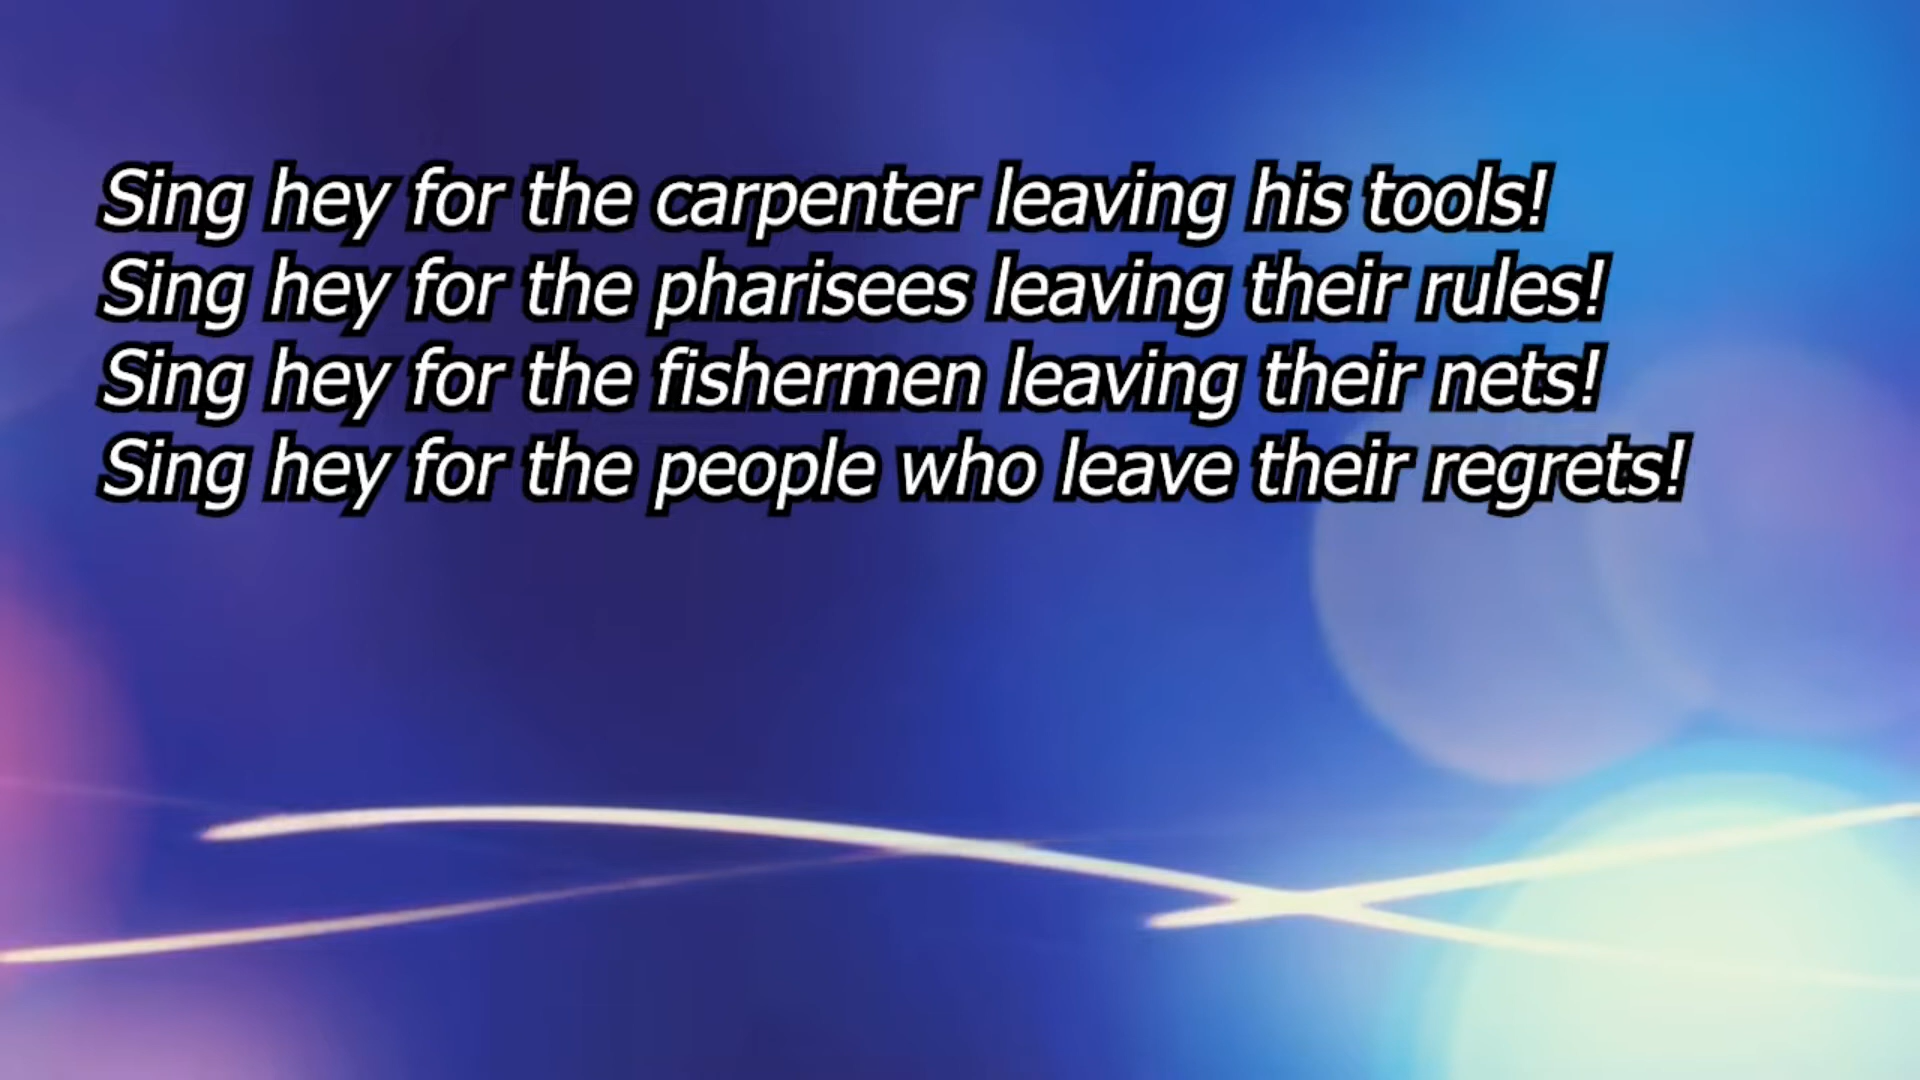 Sing hey for the carpenter leaving his tools!
Sing hey for the pharisees leaving their rules!
Sing hey for the fishermen leaving their nets!
Sing hey for the people who leave their regrets!